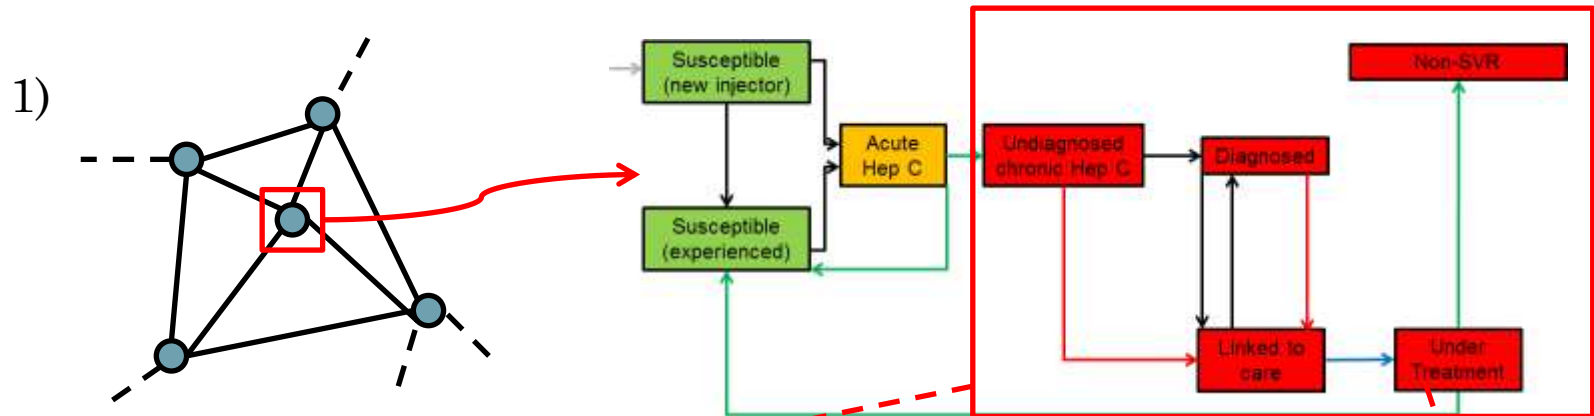 1)
Susceptible
(new injector)
Susceptible
(experienced)
Acute
Hep C
Undiagnosed
chronic Hep C
Diagnosed
Non-SVR
Linked to
care
Under
Treatment